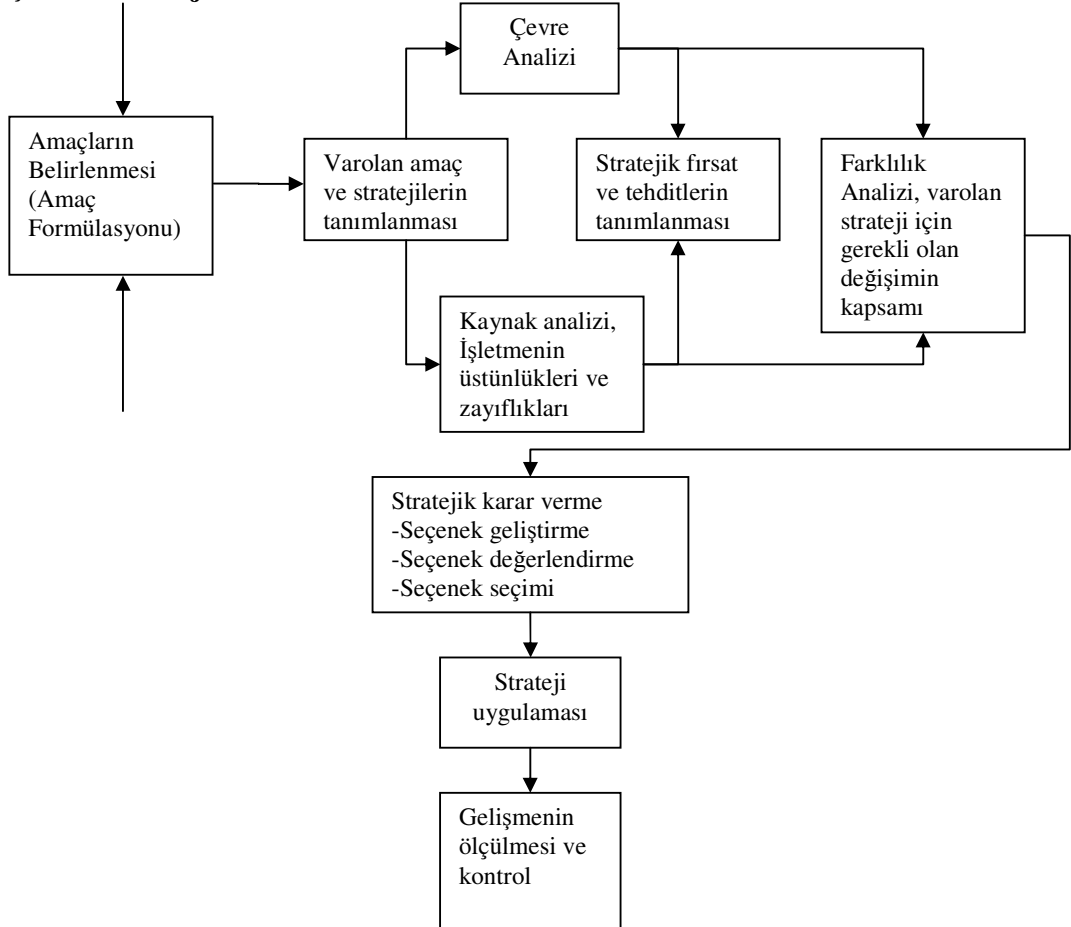 Çevre
Analizi
Amaçların
Belirlenmesi
(Amaç
Formülasyonu)
Varolan amaç
ve stratejilerin
tanımlanması
Stratejik fırsat
ve tehditlerin
tanımlanması
Farklılık
Analizi, varolan
strateji için
gerekli olan
değişimin
kapsamı
Kaynak analizi,
İşletmenin
üstünlükleri ve
zayıflıkları
Stratejik karar verme
-Seçenek geliştirme
-Seçenek değerlendirme
-Seçenek seçimi
Strateji
uygulaması
Gelişmenin
ölçülmesi ve
kontrol